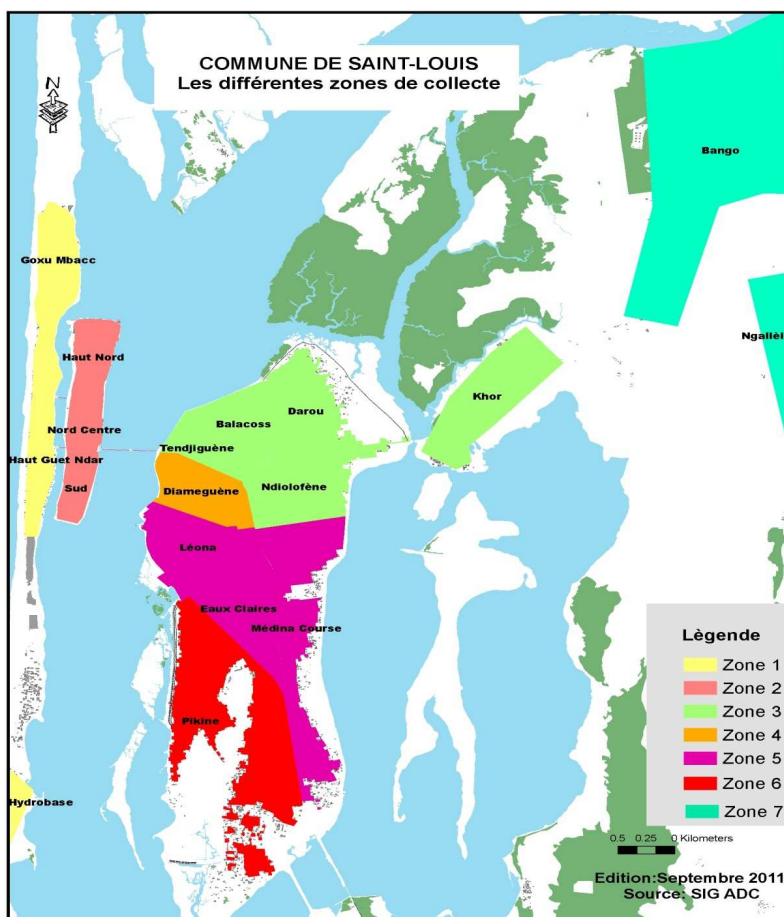 COMMUNE DE SAINT-LOUIS
Les différentes zones de collecte
N
Bango
Goxu Mbacc
Ngallèi
Haut Nord
Khor
Darou
Balacoss
Nord Centre
Tendjiguène
Haut Guet Ndar
Sud
Diameguène
Ndiolofène
Léona
Eaux Claires
Médina Course
Pikine
Hydrobase
Lègende
Zone 1
Zone 2
Zone 3
Zone 4
Zone 5
Zone 6
Zone 7
0.5 0.25 0 Kilometers
Edition:Septembre 2011
Source: SIG ADC